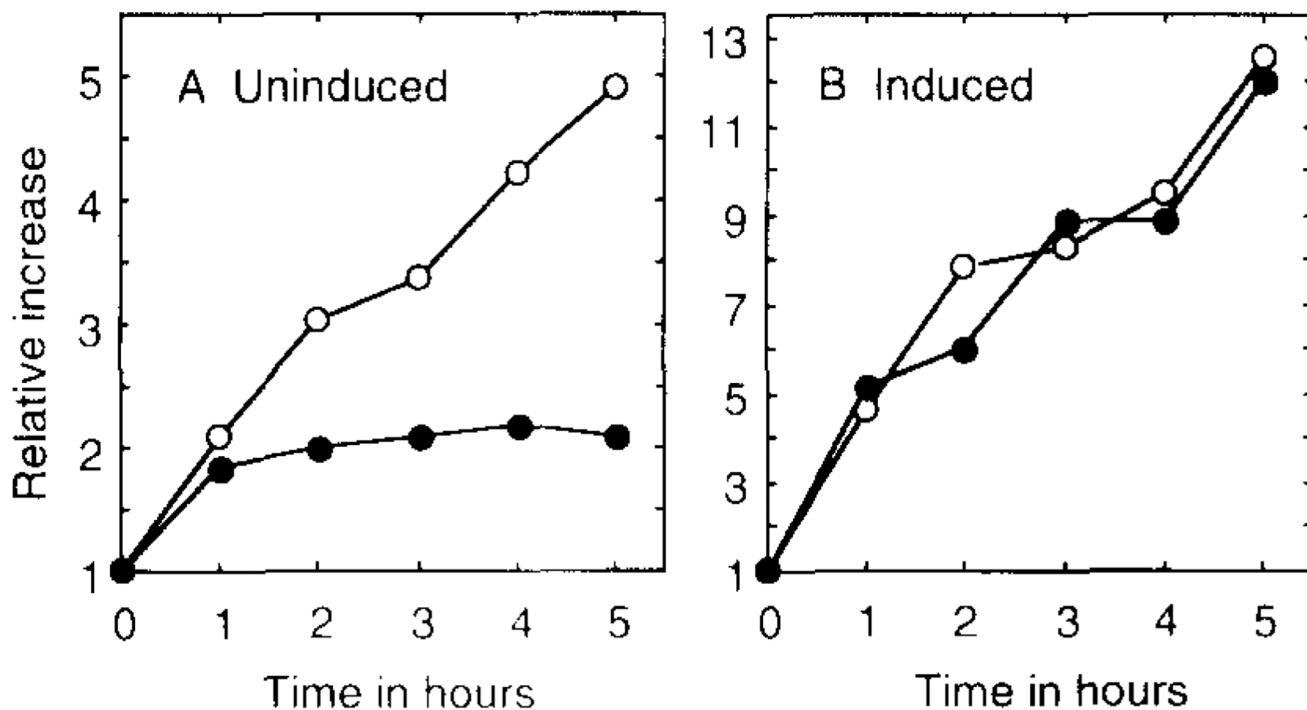 Relative increase
A Uninduced
5
4
3
2
1
0 1 2 3 4 5
Time in hours
B Induced
13
11
9
7
5
3
1
0 1 2 3 4 5
Time in hours